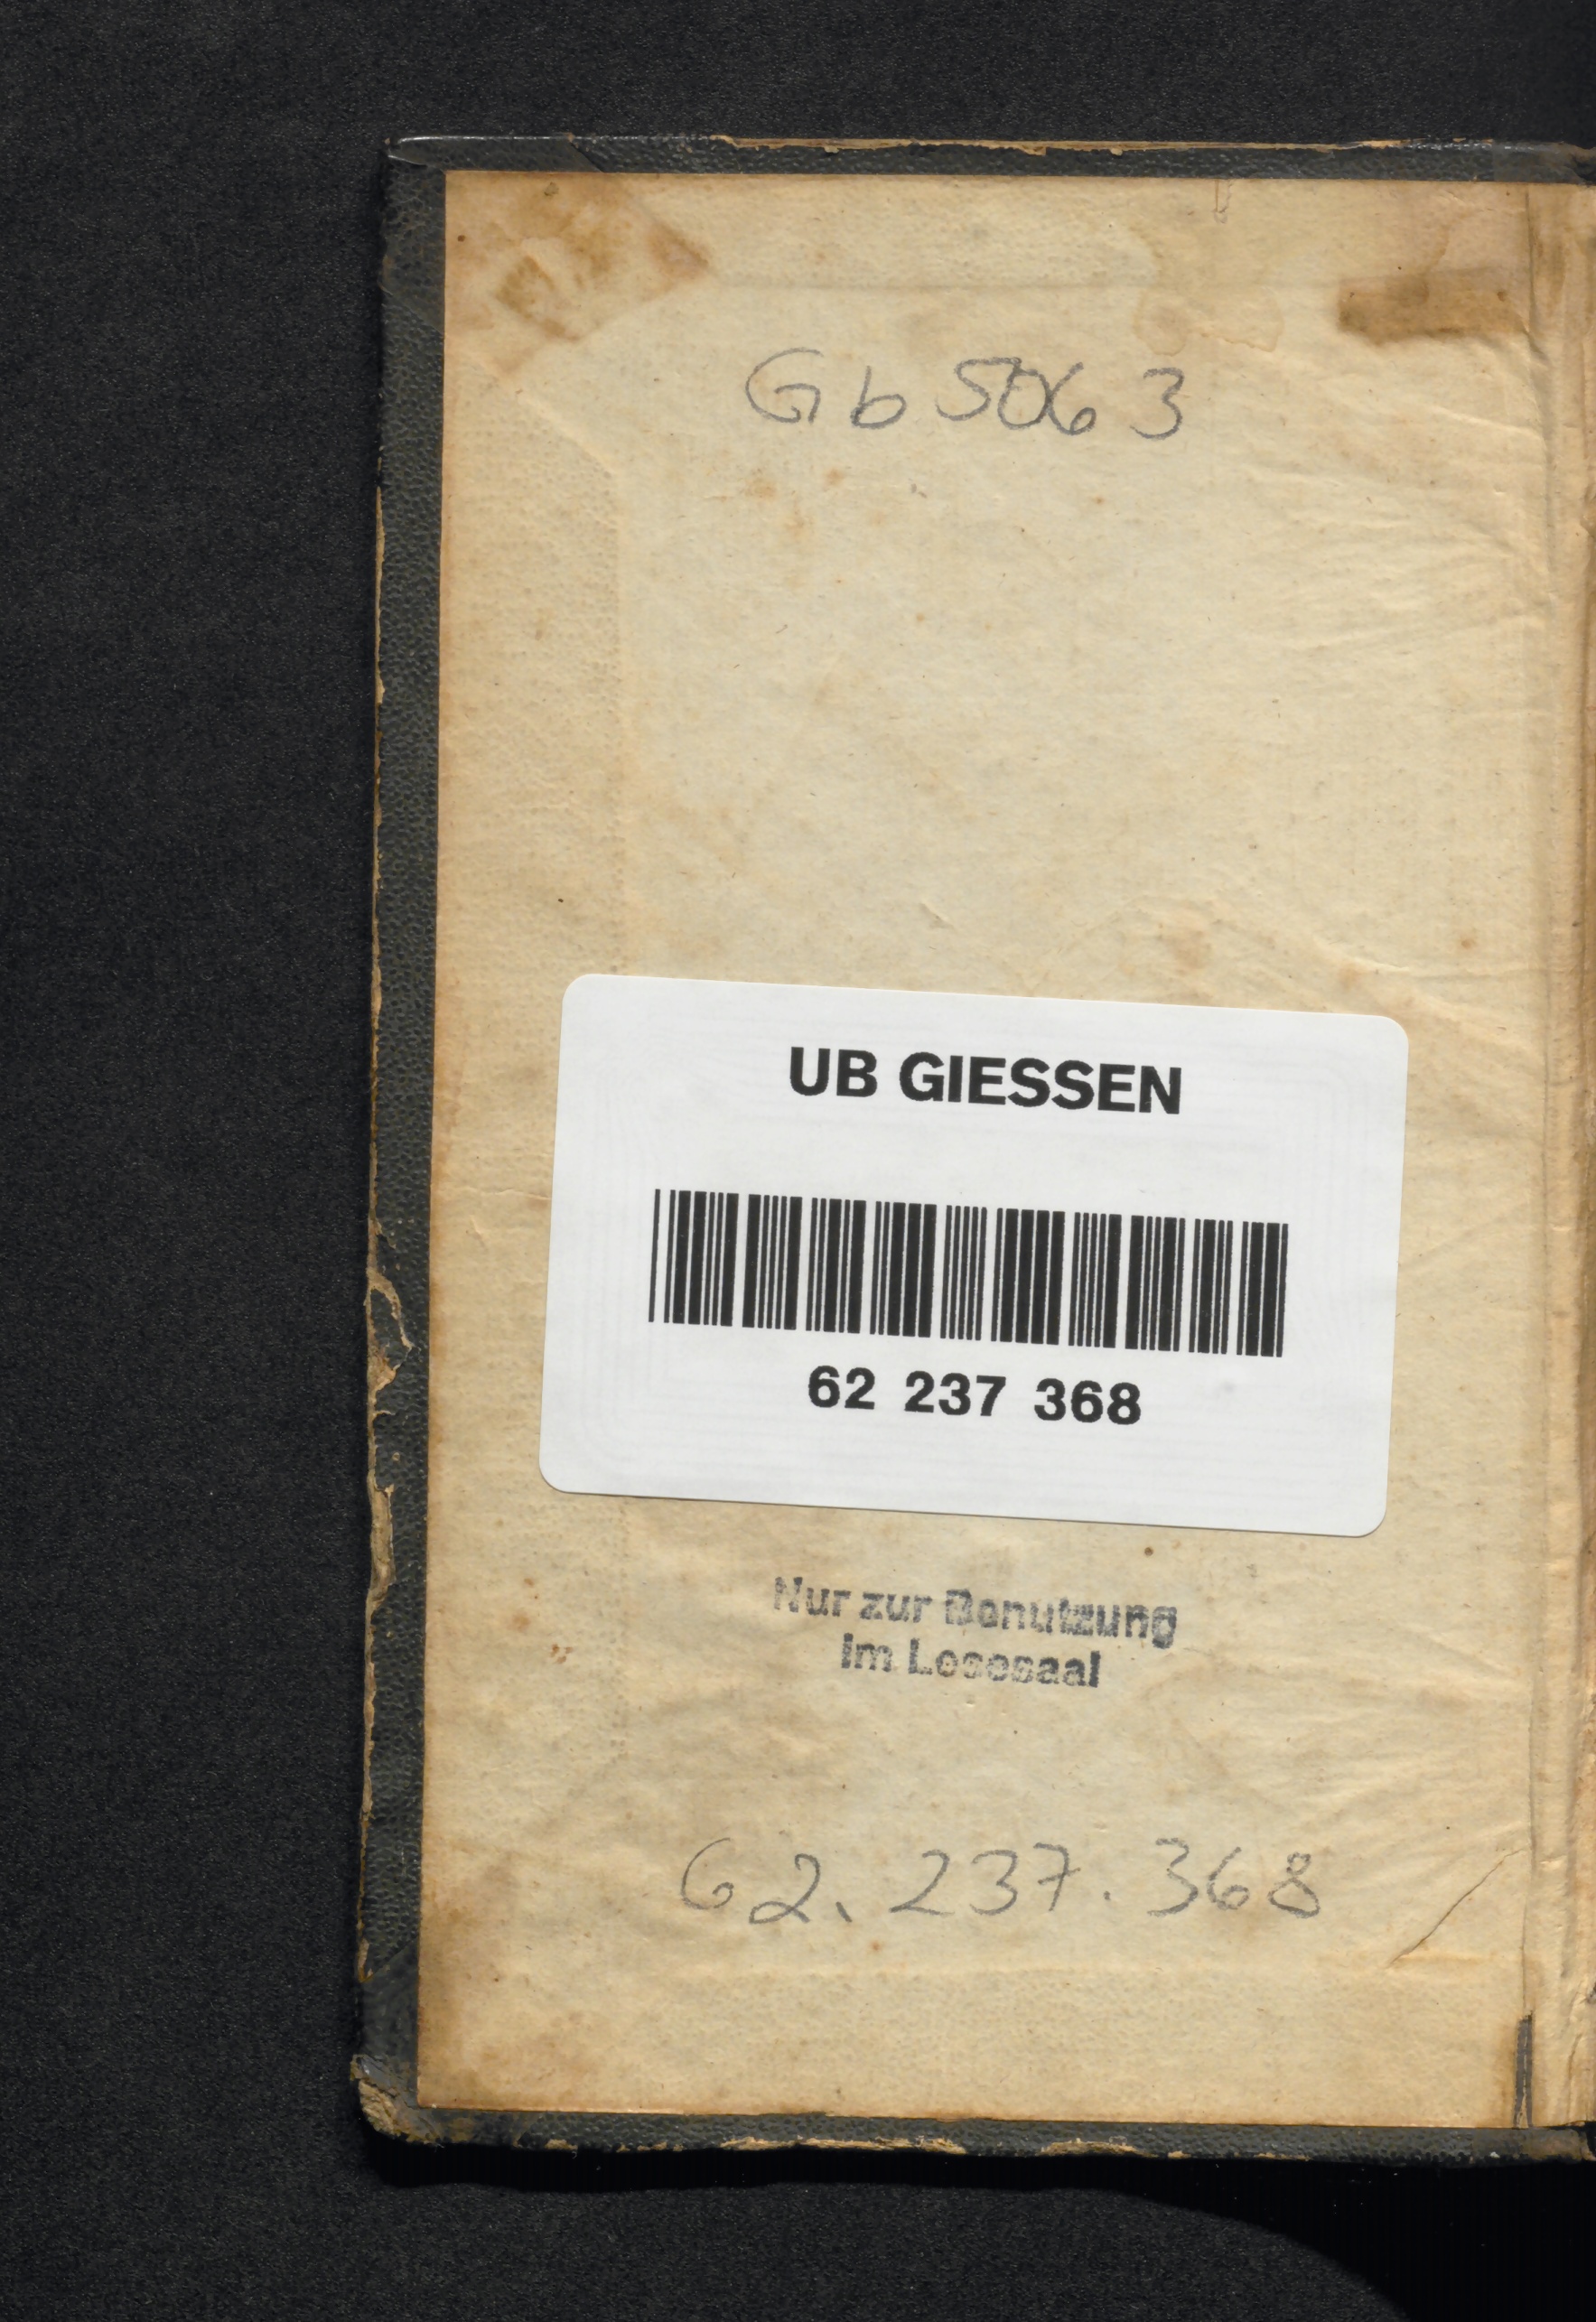 Gb 5063
UB GIESSEN
62 237 368
Nur zur Benutzung
im Lesesaal
62.237.368